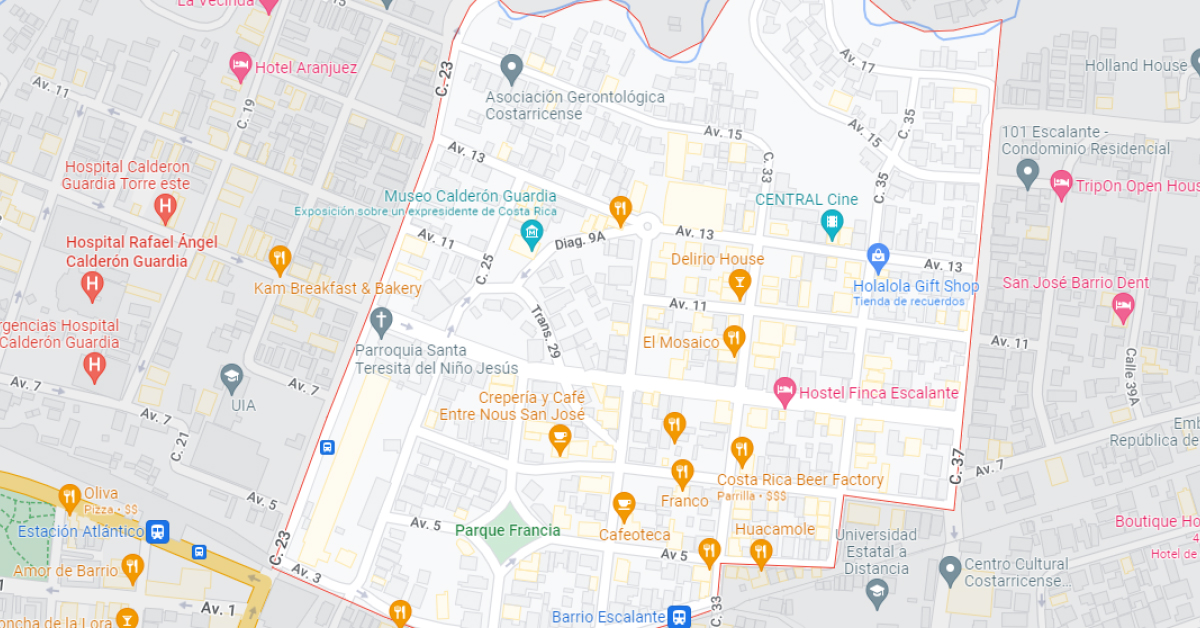 La Vecinda
Hotel Aranjuez
Av. 11
C. 19
C. 23
Asociación Gerontológica
Costarricense
Av. 17
Av. 15
C. 35
Holland House
101 Escalante -
Condominio Residencial
TripOn Open Hous
Av. 13
Av. 15
C. 33
C. 35
Hospital Calderon
Guardia Torre este
Museo Calderón Guardia
Exposición sobre un expresidente de Costa Rica
CENTRAL Cine
Hospital Rafael Ángel
Calderón Guardia
Av. 11
Diag. 9A
Av. 13
Av. 13
Delirio House
C. 25
Kam Breakfast & Bakery
Holalola Gift Shop
Tienda de recuerdos
San José Barrio Dent
Av. 11
Trans. 29
rgencias Hospital
Calderón Guardia
El Mosaico
Av. 11
Parroquia Santa
Teresita del Niño Jesús
Calle 39A
Av. 7
Av. 7
UIA
Av. 7
Crepería y Café
Entre Nous San José
Hostel Finca Escalante
C. 21
Emb
República de
C. 37
Av. 7
Costa Rica Beer Factory
Parrilla • $$$
Franco
Oliva
Pizza • $$
Av. 5
Estación Atlántico
Av. 5
Parque Francia
Cafeoteca
Huacamole
Universidad
Estatal a
Distancia
Boutique Ho
4
Hotel de
C. 23
Av 5
Amor de Barrio
Av. 3
Centro Cultural
Costarricense...
1
Av. 1
C. 33
Barrio Escalante
oncha de la Lora